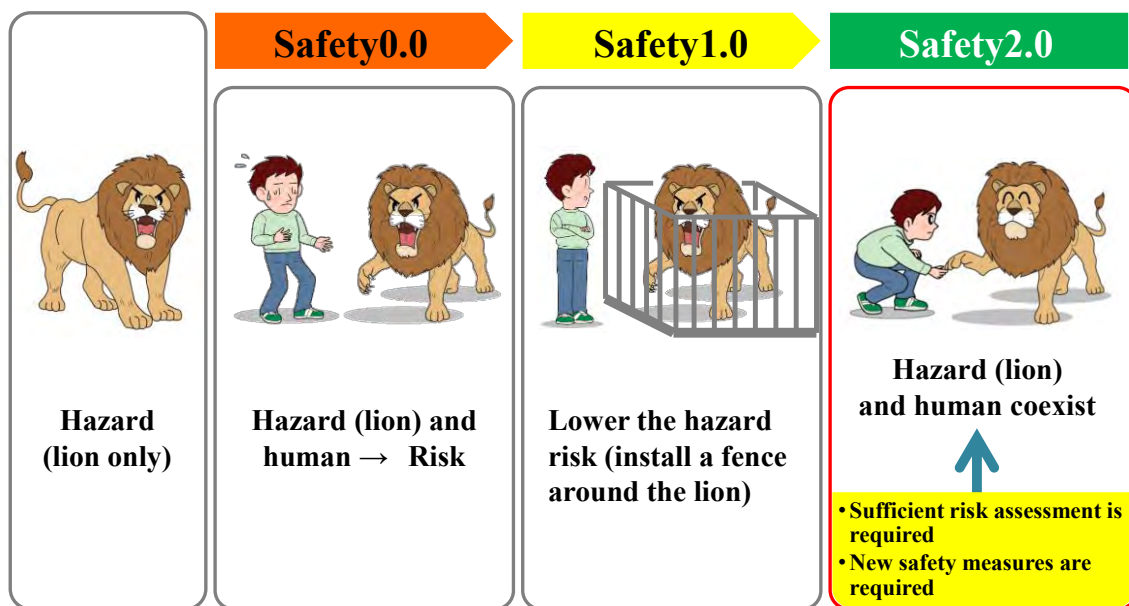 Safety0.0
Safety1.0
Safety2.0
Hazard
(lion only)
Hazard (lion) and
human → Risk
Lower the hazard
risk (install a fence
around the lion)
Hazard (lion)
and human coexist
• Sufficient risk assessment is
required
• New safety measures are
required